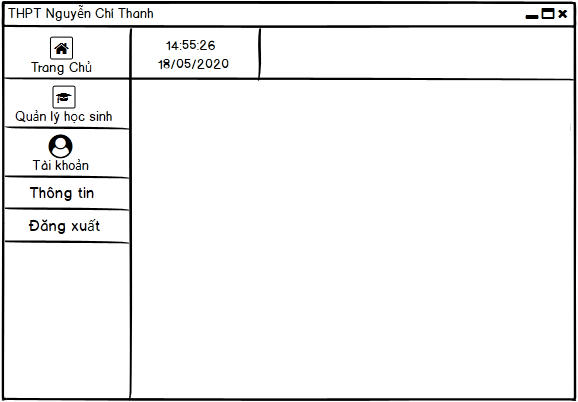 THPT Nguyễn Chí Thanh
Trang Chủ
14:55:26
18/05/2020
Quản lý học sinh
Tài khoản
Thông tin
Đăng xuất